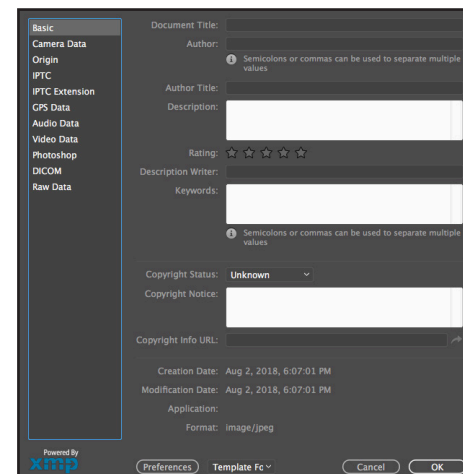 Basic
Camera Data
Origin
IPTC
IPTC Extension
GPS Data
Audio Data
Video Data
Photoshop
DICOM
Raw Data
Powered By
xmp
Document Title:
Author:
Semicolons or commas can be used to separate multiple
values
Author Title:
Description:
Rating:
Description Writer:
Keywords:
Semicolons or commas can be used to separate multiple
values
Copyright Status: Unknown
Copyright Notice:
Copyright Info URL:
Creation Date: Aug 2, 2018, 6:07:01 PM
Modification Date: Aug 2, 2018, 6:07:01 PM
Application:
Format: image/jpeg
Preferences Template Fo Cancel OK